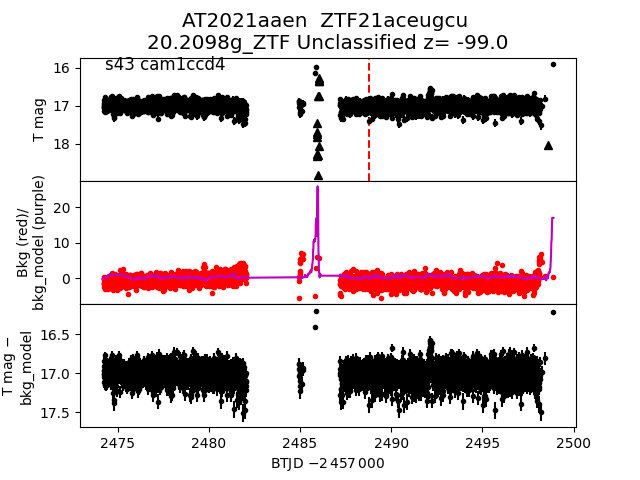 AT2021aaen  ZTF21aceugcu
20.2098g_ZTF Unclassified z= -99.0
s43 cam1ccd4
16
17
18
T mag
20
10
0
Bkg (red)/
bkg_model (purple)
16.5
17.0
17.5
T mag −
bkg_model
2475
2480
2485
2490
2495
2500
BTJD −2 457 000